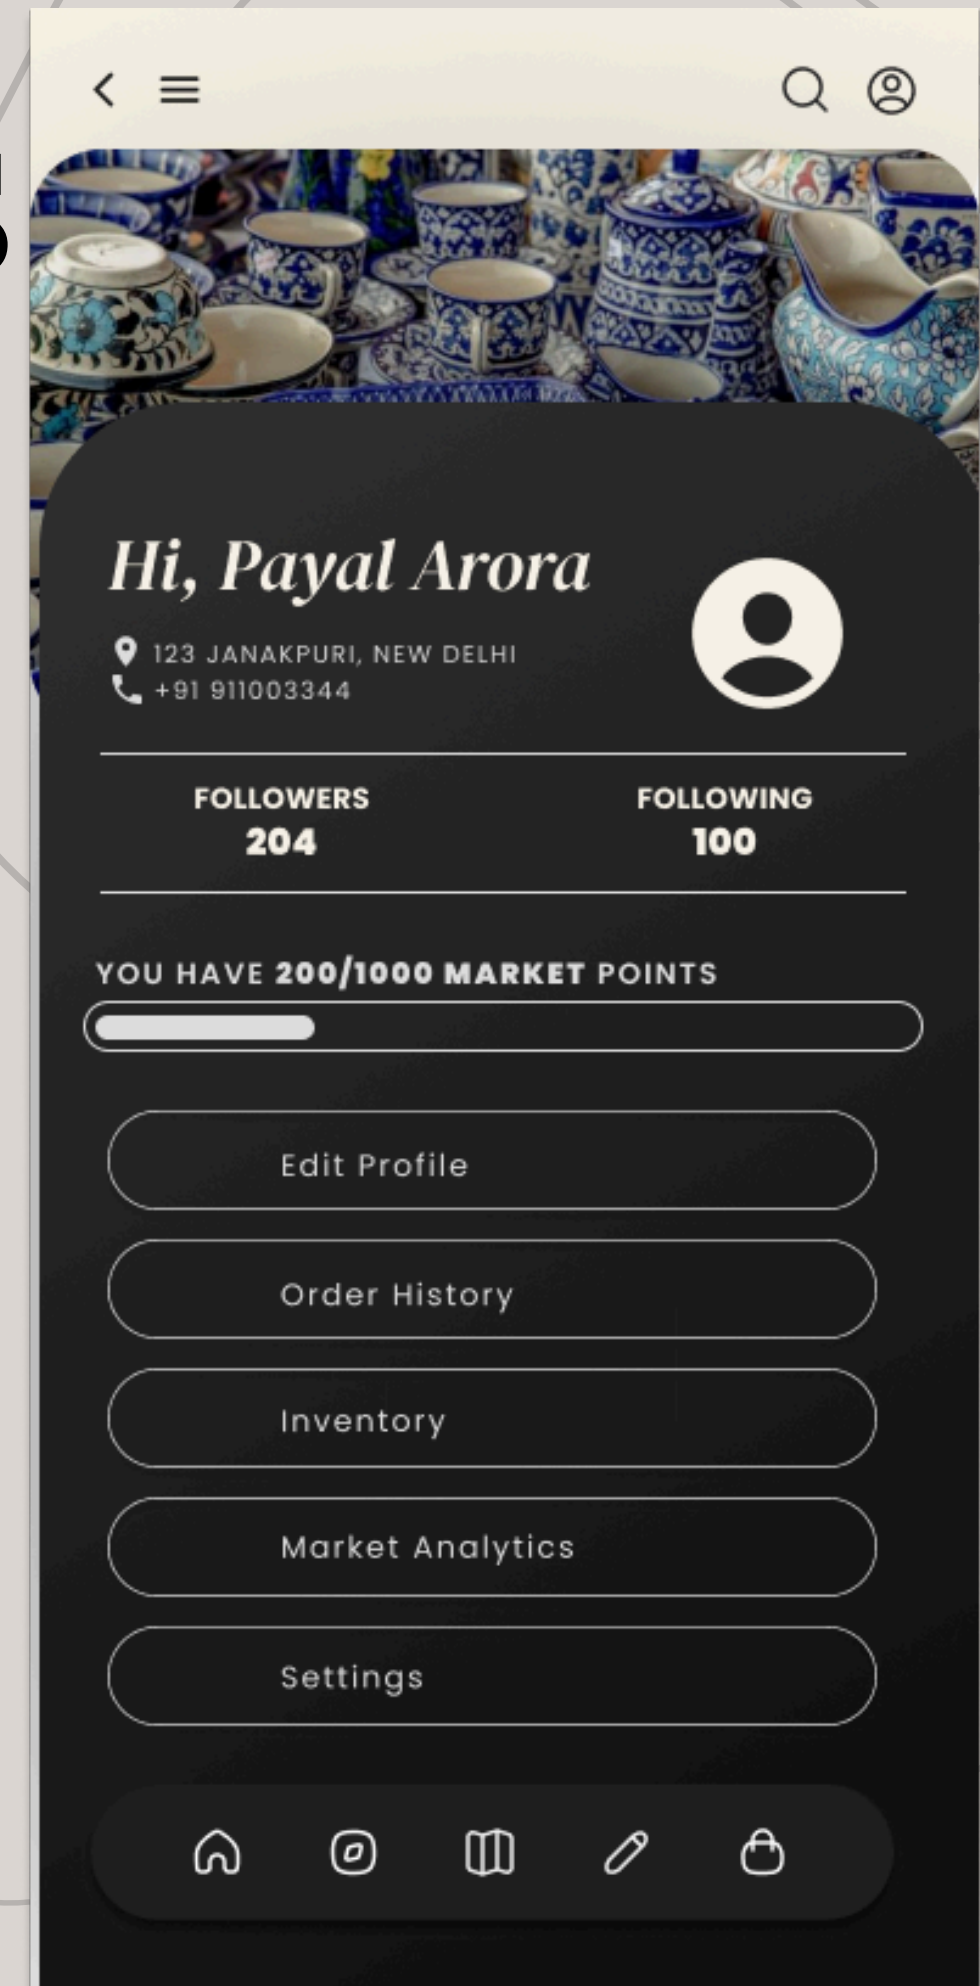 Hi, Payal Arora
123 JANAKPURI, NEW DELHI
+91 911003344
FOLLOWERS
204
FOLLOWING
100
YOU HAVE 200/1000 MARKET POINTS
Edit Profile
Order History
Inventory
Market Analytics
Settings